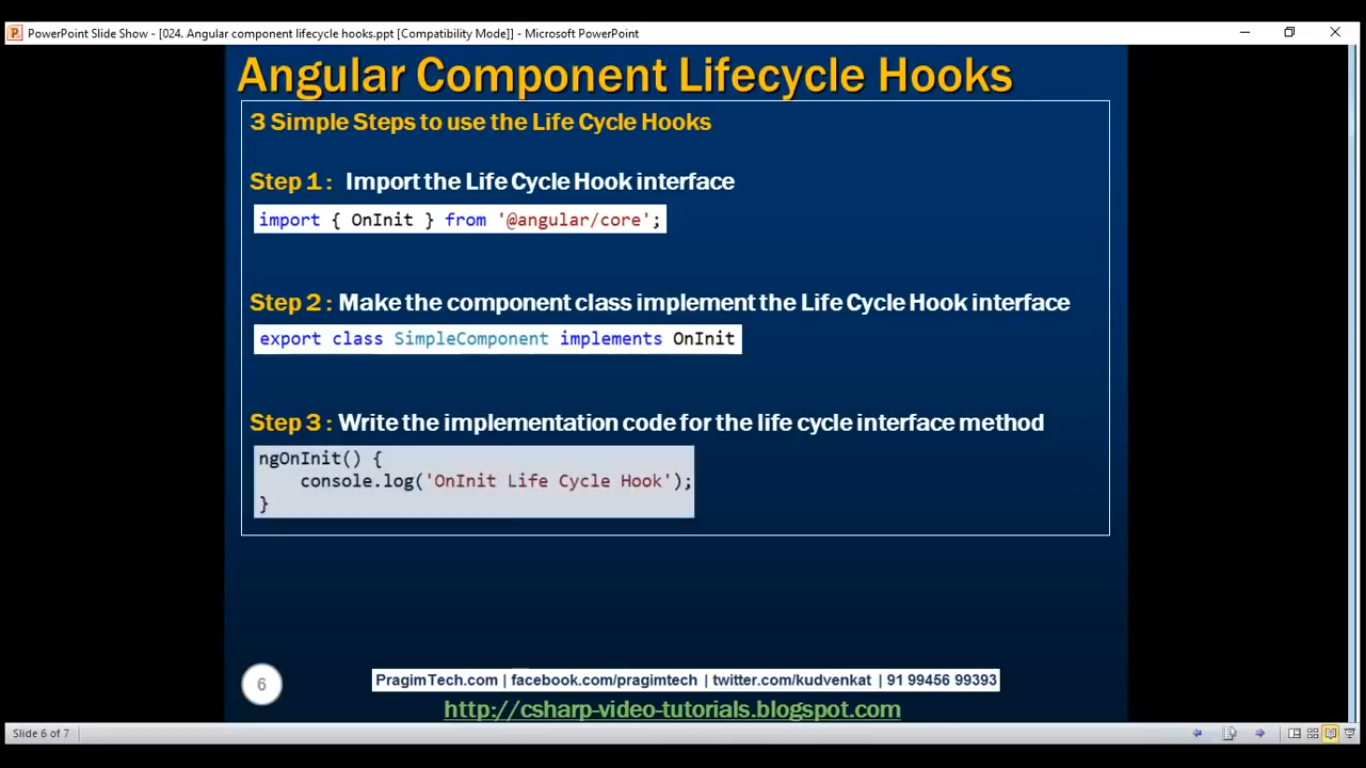 PowerPoint Slide Show - [024. Angular component lifecycle hooks.ppt [Compatibility Mode]] - Microsoft PowerPoint
Angular Component Lifecycle Hooks
3 Simple Steps to use the Life Cycle Hooks
Step 1 : Import the Life Cycle Hook interface
import { OnInit } from '@angular/core';
Step 2 : Make the component class implement the Life Cycle Hook interface
export class SimpleComponent implements OnInit
Step 3 : Write the implementation code for the life cycle interface method
ngOnInit() {
    console.log('OnInit Life Cycle Hook');
}
6
PragimTech.com | facebook.com/pragimtech | twitter.com/kudvenkat | 91 99456 99393
http://csharp-video-tutorials.blogspot.com
Slide 6 of 7